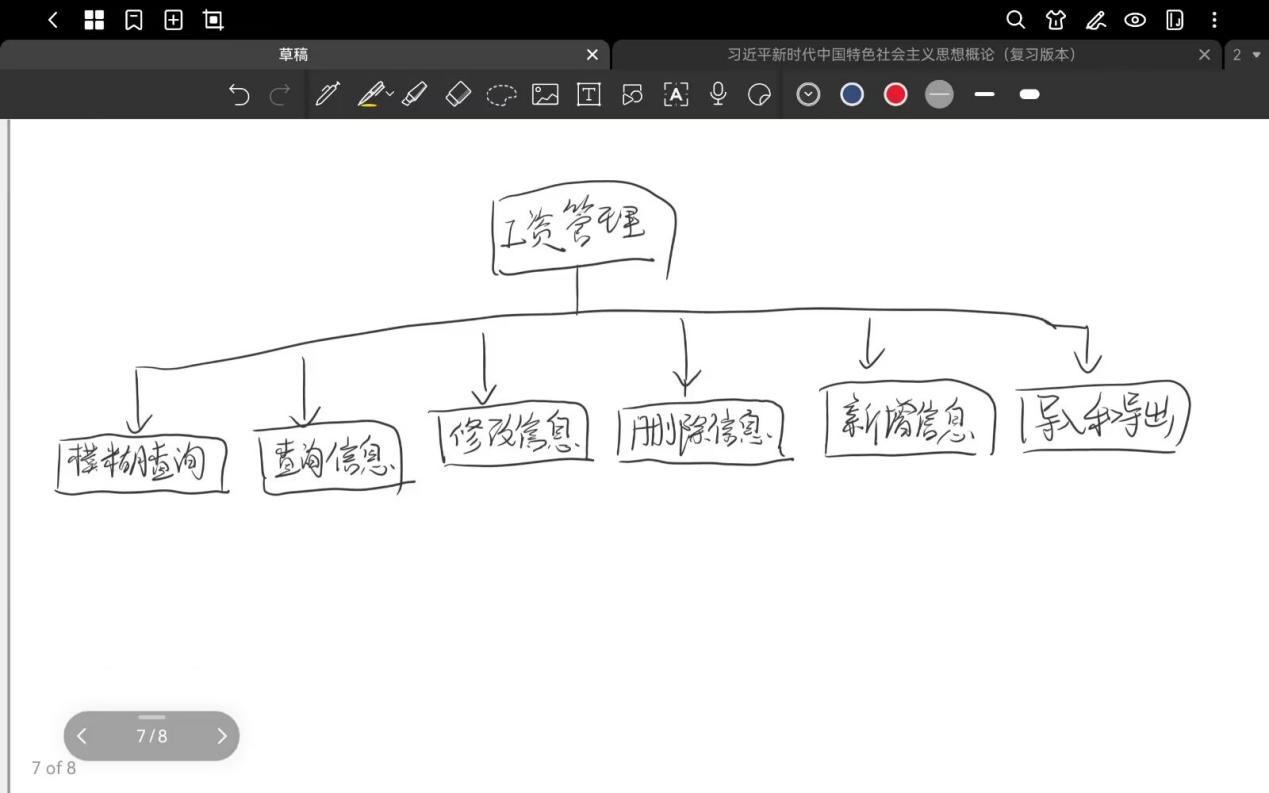 草稿
习近平新时代中国特色社会主义思想概论（复习版本）
2
工资管理
模糊查询
查询信息
修改信息
删除信息
新增信息
导入和导出
7/8
7 of 8